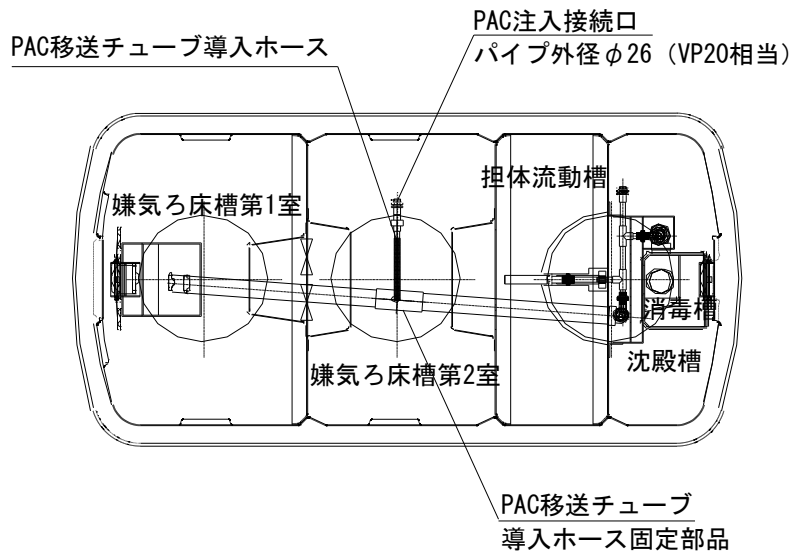 PAC注入接続口
パイプ外径φ26（VP20相当）
PAC移送チューブ導入ホース
担体流動槽
嫌気ろ床槽第1室
消毒槽
沈殿槽
嫌気ろ床槽第2室
PAC移送チューブ
導入ホース固定部品